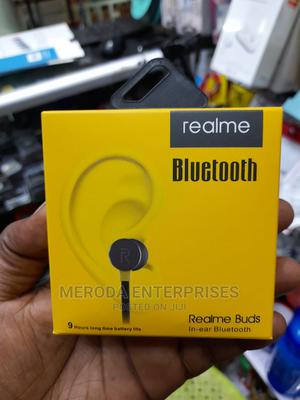 realme
Bluetooth
R
MERODA ENTERPRISES
POSTED ON JIJI
9 Hours long time battery life
Realme Buds
In-ear Bluetooth